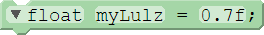 float myLulz = 0.7f;